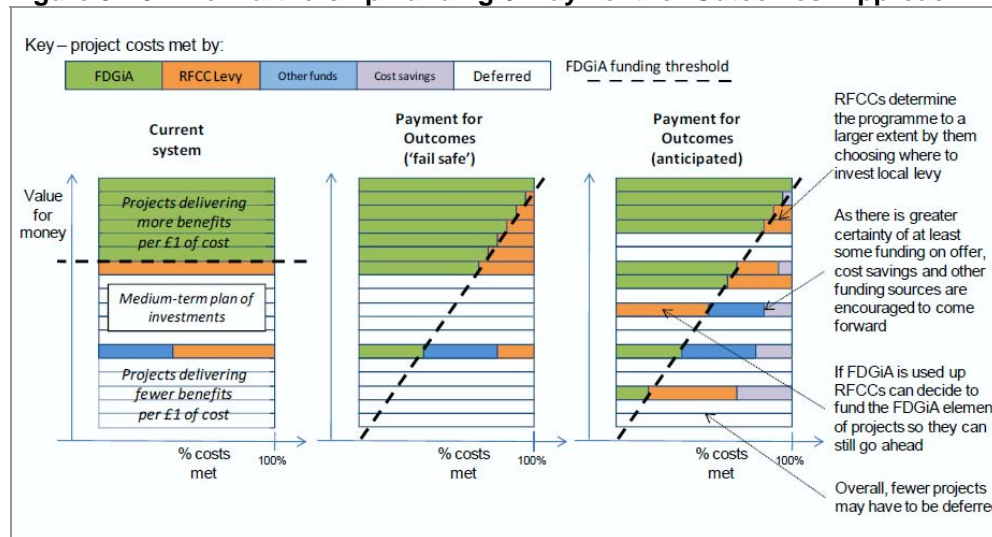 Key – project costs met by:
FDGiA
RFCC Levy
Other funds
Cost savings
Deferred
FDGiA funding threshold
Current
system
Payment for
Outcomes
('fail safe')
Payment for
Outcomes
(anticipated)
Value
for
money
Projects delivering
more benefits
per £1 of cost
Medium-term plan of
investments
Projects delivering
fewer benefits
per £1 of cost
% costs
met
100%
% costs
met
100%
% costs
met
100%
RFCCs determine
the programme to a
larger extent by them
choosing where to
invest local levy
As there is greater
certainty of at least
some funding on offer,
cost savings and other
funding sources are
encouraged to come
forward
If FDGiA is used up
RFCCs can decide to
fund the FDGiA element
of projects so they can
still go ahead
Overall, fewer projects
may have to be deferred